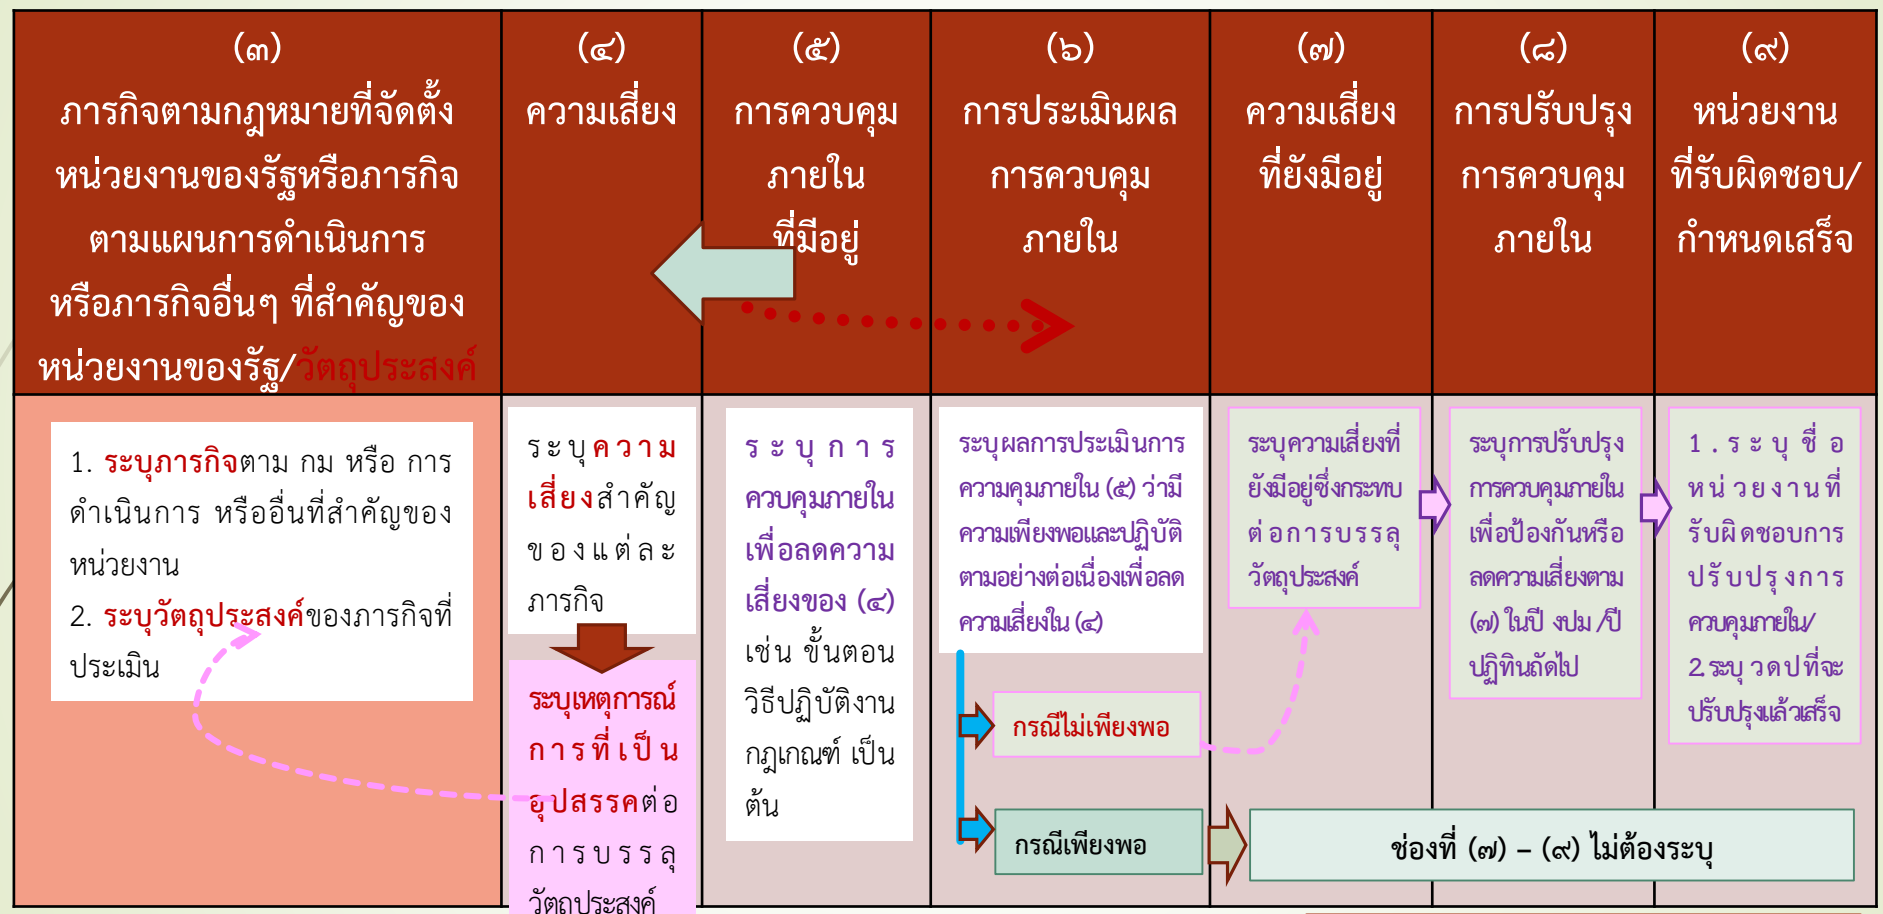 (๓)
ภารกิจตามกฎหมายที่จัดตั้ง
หน่วยงานของรัฐหรือภารกิจ
ตามแผนการดำเนินการ
หรือภารกิจอื่นๆ ที่สำคัญของ
หน่วยงานของรัฐ/วัตถุประสงค์
(๔)
ความเสี่ยง
(๕)
การควบคุม
ภายใน
ที่มีอยู่
(๖)
การประเมินผล
การควบคุม
ภายใน
(๗)
ความเสี่ยง
ที่ยังมีอยู่
(๘)
การปรับปรุง
การควบคุม
ภายใน
(๙)
หน่วยงาน
ที่รับผิดชอบ/
กำหนดเสร็จ
1. ระบุภารกิจตาม กม หรือ การ
ดำเนินการ หรืออื่นที่สำคัญของ
หน่วยงาน
2. ระบุวัตถุประสงค์ของภารกิจที่
ประเมิน
ระบุความ
เสี่ยงสำคัญ
ของแต่ละ
ภารกิจ
ระบุเหตุการณ์
การที่เป็น
อุปสรรคต่อ
การบรรลุ
วัตถุประสงค์
ระบุการ
ควบคุมภายใน
เพื่อลดความ
เสี่ยงของ (๔)
เช่น ขั้นตอน
วิธีปฏิบัติงาน
กฎเกณฑ์ เป็น
ต้น
ระบุผลการประเมินการ
ความคุมภายใน (๕) ว่ามี
ความเพียงพอและปฏิบัติ
ตามอย่างต่อเนื่องเพื่อลด
ความเสี่ยงใน (๔)
กรณีไม่เพียงพอ
กรณีเพียงพอ
ระบุความเสี่ยงที่
ยังมีอยู่ซึ่งกระทบ
ต่อการบรรลุ
วัตถุประสงค์
ระบุการปรับปรุง
การควบคุมภายใน
เพื่อป้องกันหรือ
ลดความเสี่ยงตาม
(๗) ในปี งปม /ปี
ปฏิทินถัดไป
1.ระบุชื่อ
หน่วยงานที่
รับผิดชอบการ
ปรับปรุงการ
ควบคุมภายใน/
2.ระบุ วดปที่จะ
ปรับปรุงแล้วเสร็จ
ช่องที่ (๗) – (๙) ไม่ต้องระบุ